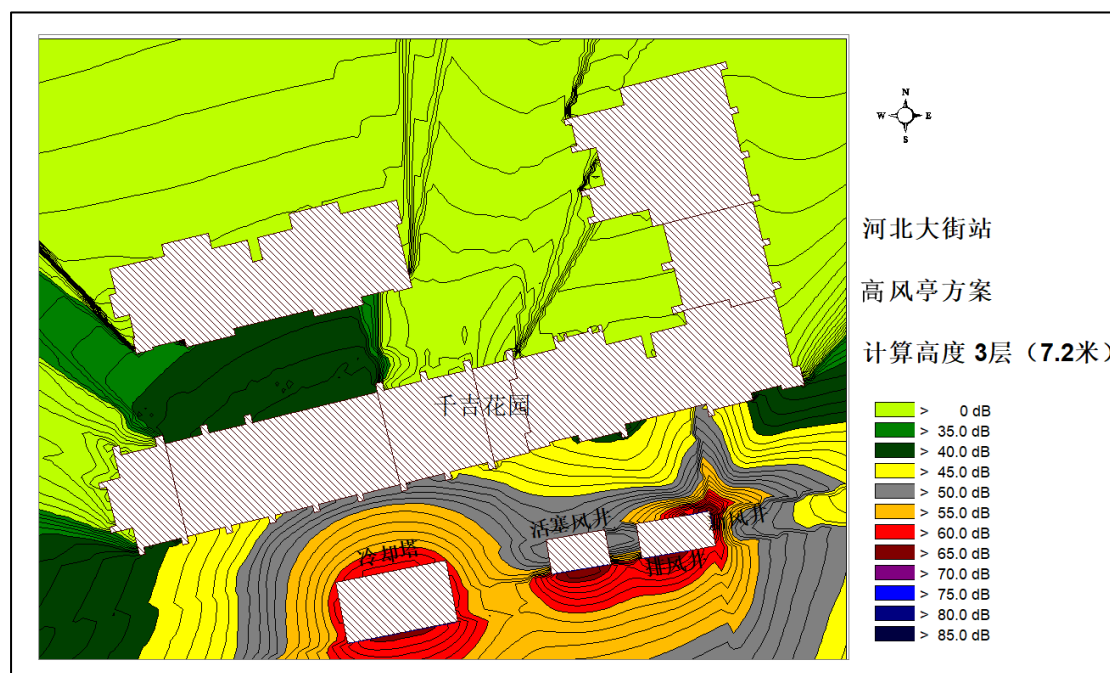 N
W E
S
河北大街站
高风亭方案
计算高度 3层（7.2米）
千吉花园
活塞风井
新风井
冷却塔
排风井
> 0 dB
> 35.0 dB
> 40.0 dB
> 45.0 dB
> 50.0 dB
> 55.0 dB
> 60.0 dB
> 65.0 dB
> 70.0 dB
> 75.0 dB
> 80.0 dB
> 85.0 dB